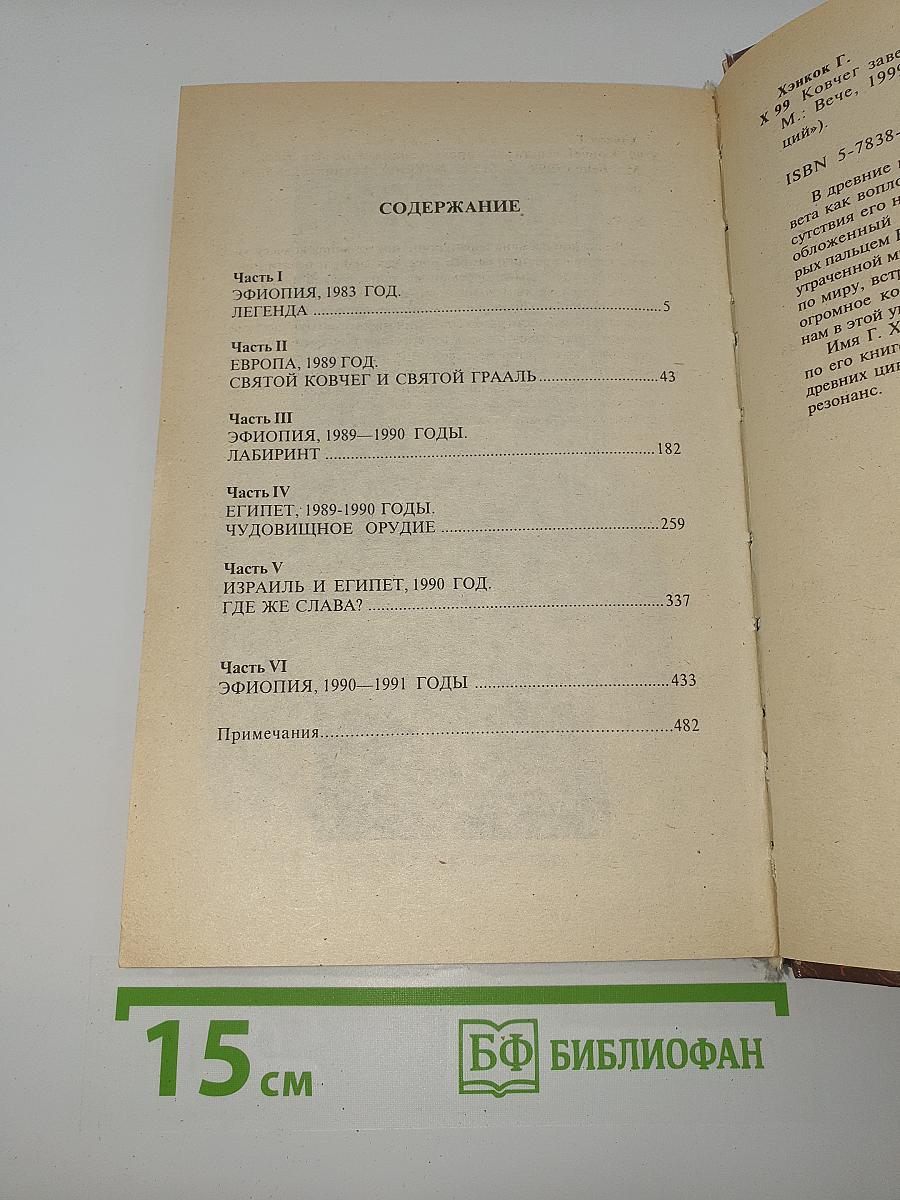 СОДЕРЖАНИЕ
Часть I
ЭФИОПИЯ, 1983 ГОД.
ЛЕГЕНДА ........ 5
Часть II
ЕВРОПА, 1989 ГОД.
СВЯТОЙ КОВЧЕГ И СВЯТОЙ ГРААЛЬ ........ 43
Часть III
ЭФИОПИЯ, 1989—1990 ГОДЫ.
ЛАБИРИНТ ........ 182
Часть IV
ЕГИПЕТ, 1989-1990 ГОДЫ.
ЧУДОВИЩНОЕ ОРУДИЕ ........ 259
Часть V
ИЗРАИЛЬ И ЕГИПЕТ, 1990 ГОД.
ГДЕ ЖЕ СЛАВА? ........ 337
Часть VI
ЭФИОПИЯ, 1990—1991 ГОДЫ ........ 433
Примечания ........ 482
Хэнкок Г.
Х 99 Ковчег заве
М.: Вече, 1999
ций»).
ISBN 5-7838-
В древние
вета как вопло
сутствия его н
обложенный
рых пальцем
утраченной м
по миру, встр
огромное ко
нам в этой у
Имя Г. Х
по его книг
древних цив
резонанс.
15 см
БФ БИБЛИОФАН